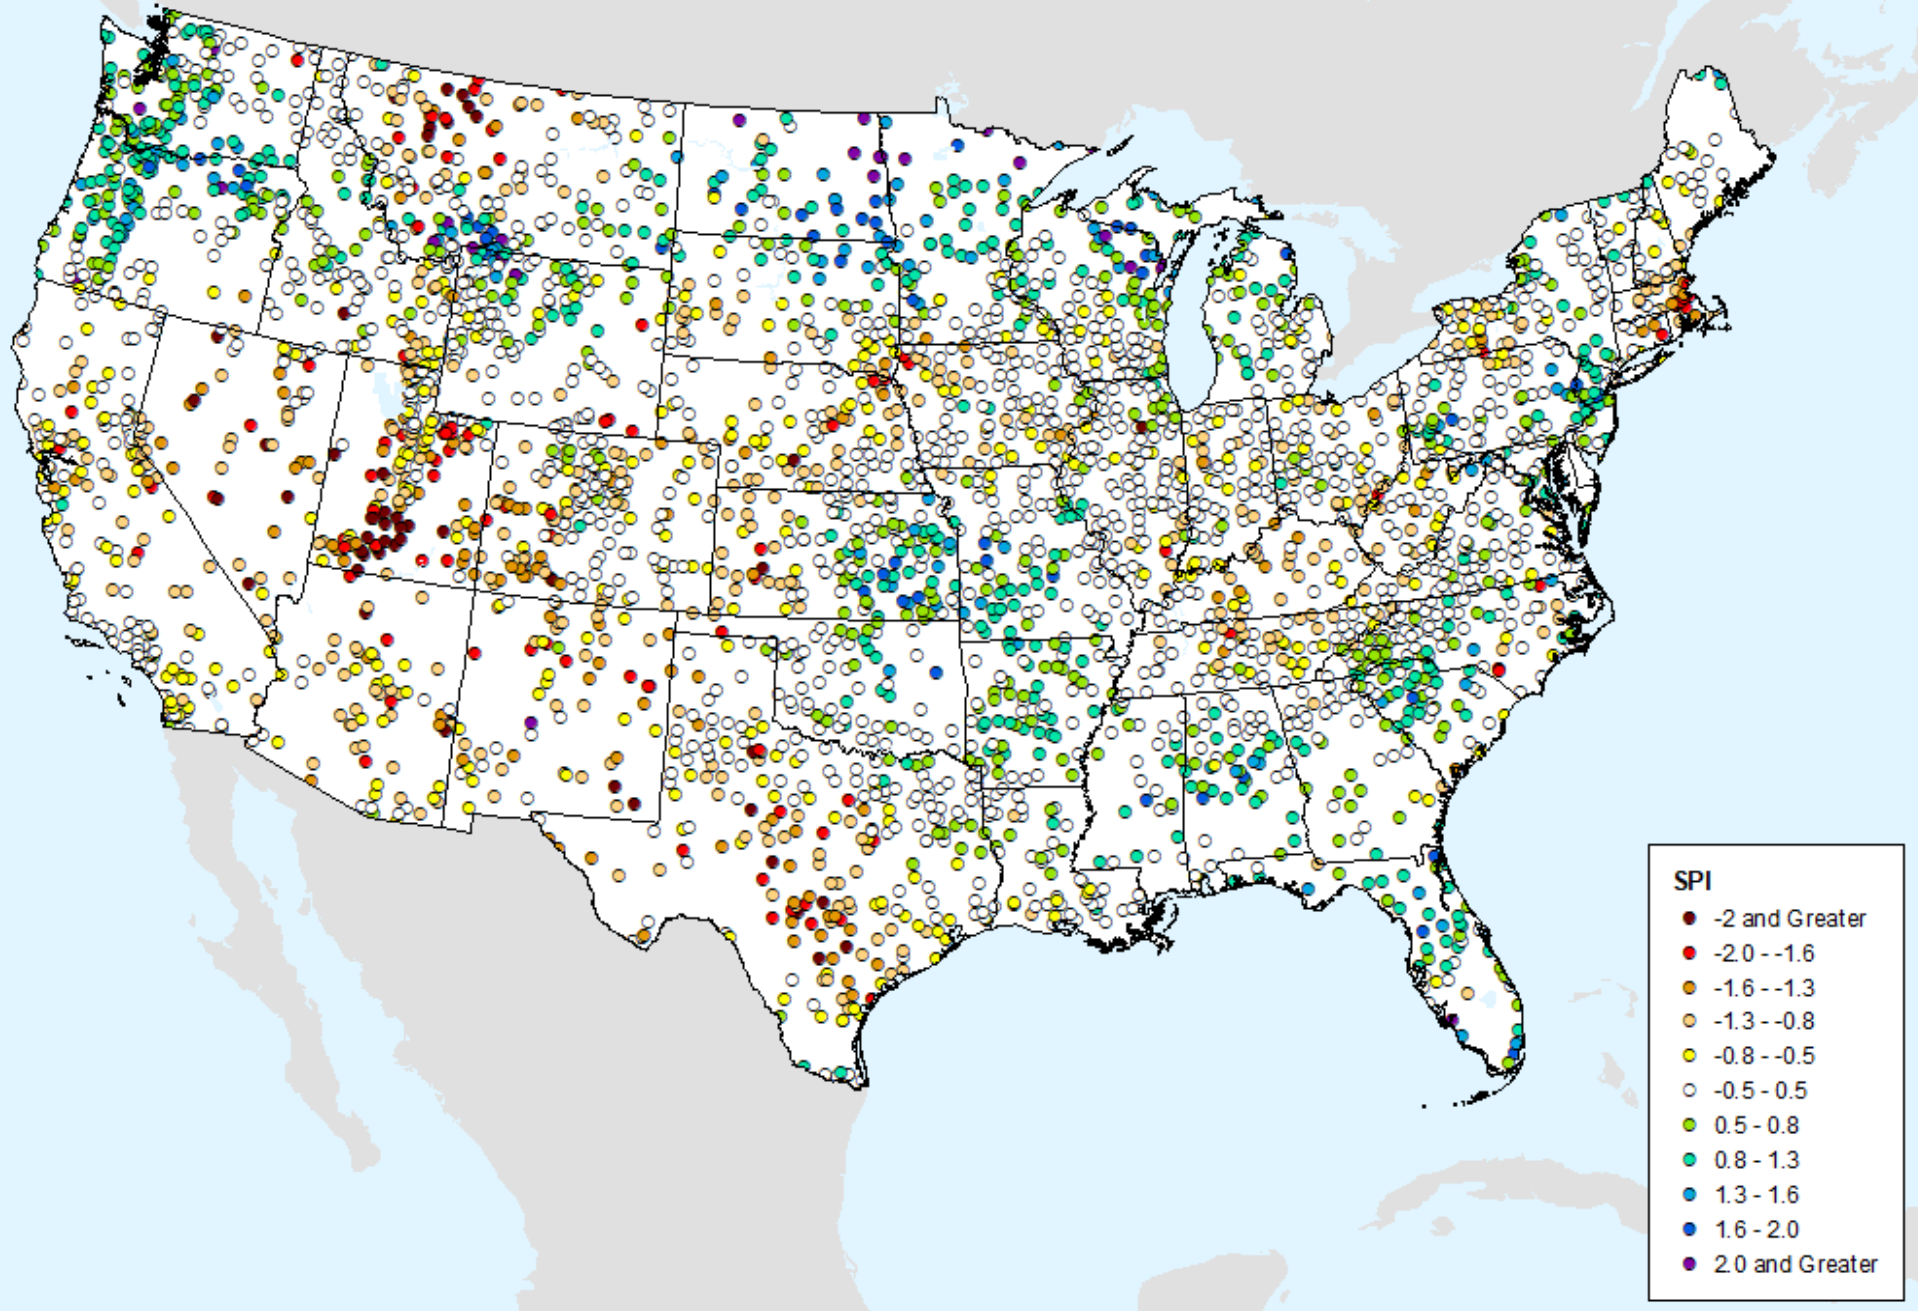 SPI
-2 and Greater
-2.0 - -1.6
-1.6 - -1.3
-1.3 - -0.8
-0.8 - -0.5
-0.5 - 0.5
0.5 - 0.8
0.8 - 1.3
1.3 - 1.6
1.6 - 2.0
2.0 and Greater